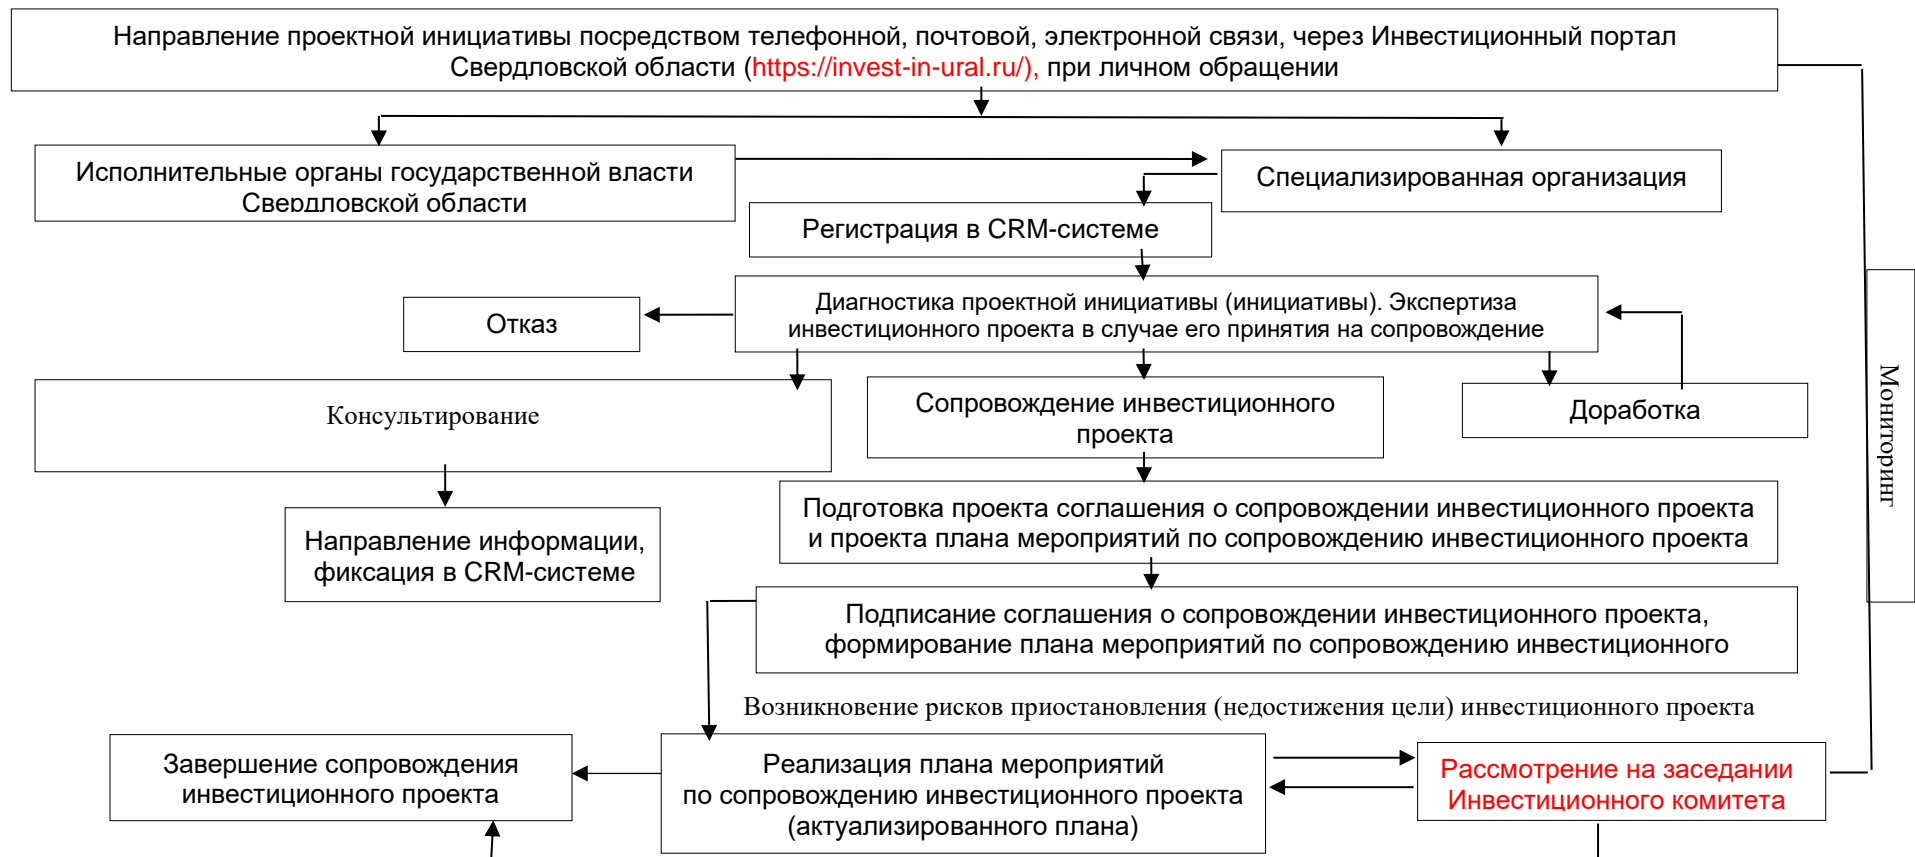 Направление проектной инициативы посредством телефонной, почтовой, электронной связи, через Инвестиционный портал
Свердловской области (https://invest-in-ural.ru/), при личном обращении
Исполнительные органы государственной власти
Свердловской области
Специализированная организация
Регистрация в CRM-системе
Диагностика проектной инициативы (инициативы). Экспертиза
инвестиционного проекта в случае его принятия на сопровождение
Отказ
Мониторинг
Консультирование
Сопровождение инвестиционного
проекта
Доработка
Подготовка проекта соглашения о сопровождении инвестиционного проекта
и проекта плана мероприятий по сопровождению инвестиционного проекта
Направление информации,
фиксация в CRM-системе
Подписание соглашения о сопровождении инвестиционного проекта,
формирование плана мероприятий по сопровождению инвестиционного
Возникновение рисков приостановления (недостижения цели) инвестиционного проекта
Завершение сопровождения
инвестиционного проекта
Реализация плана мероприятий
по сопровождению инвестиционного проекта
(актуализированного плана)
Рассмотрение на заседании
Инвестиционного комитета